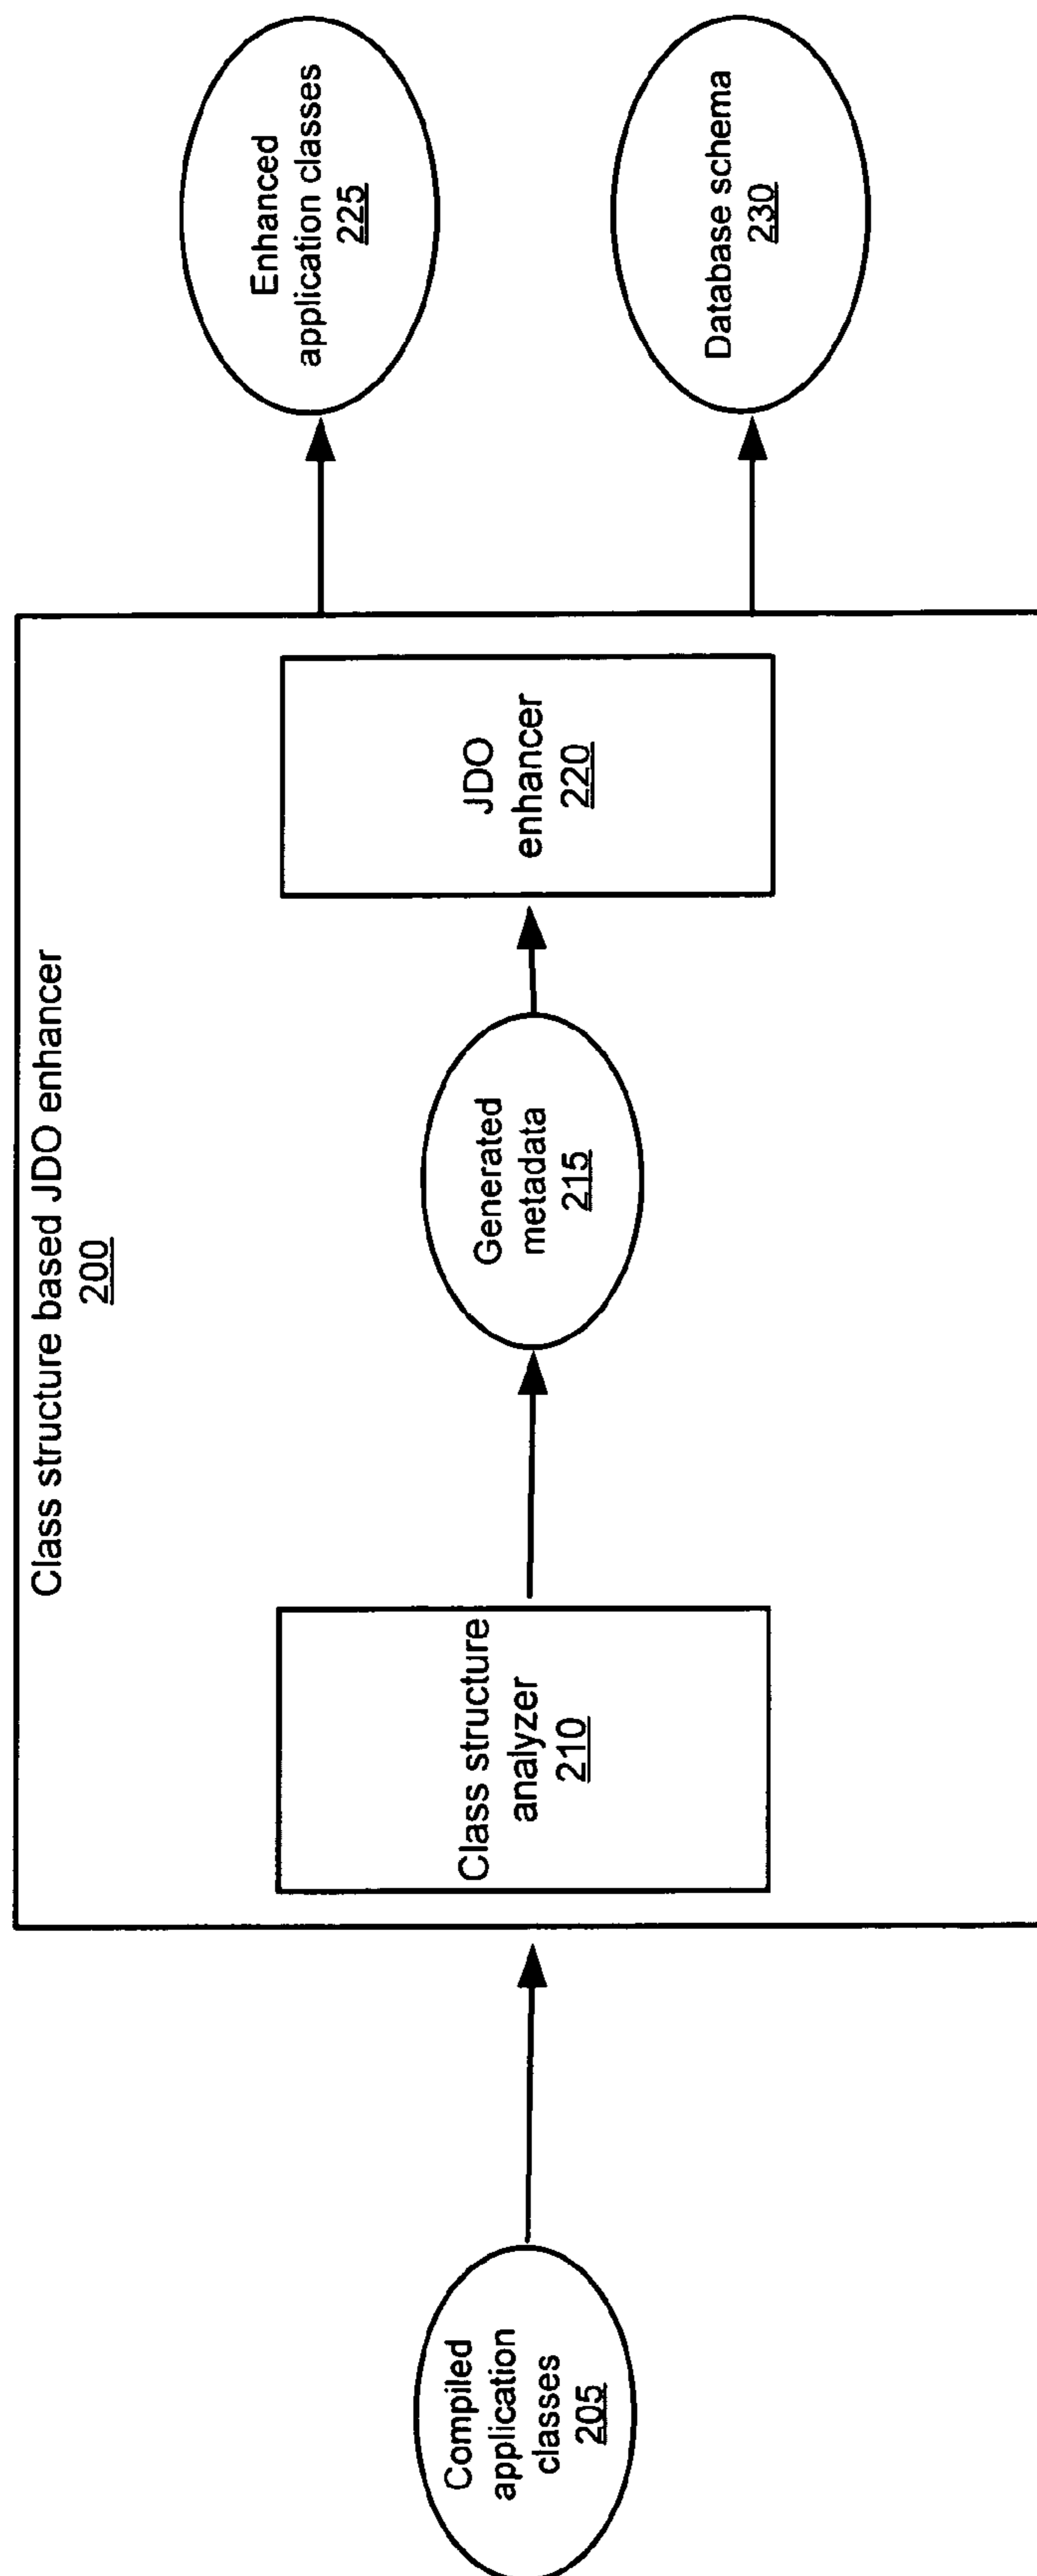 Class structure based JDO enhancer
200
Compiled
application
classes
205
Class structure
analyzer
210
Generated
metadata
215
JDO
enhancer
220
Enhanced
application classes
225
Database schema
230